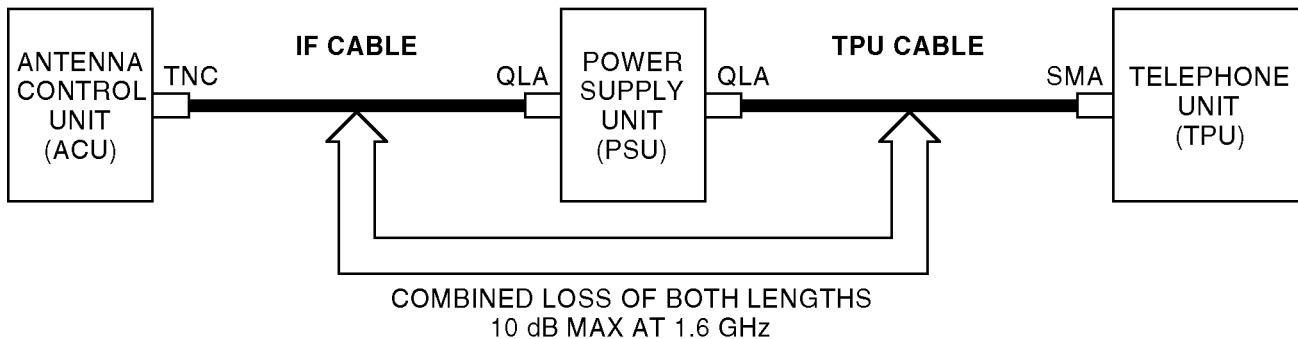 ANTENNA
CONTROL
UNIT
(ACU)
TNC
IF CABLE
QLA
POWER
SUPPLY
UNIT
(PSU)
QLA
TPU CABLE
SMA
TELEPHONE
UNIT
(TPU)
COMBINED LOSS OF BOTH LENGTHS
10 dB MAX AT 1.6 GHz